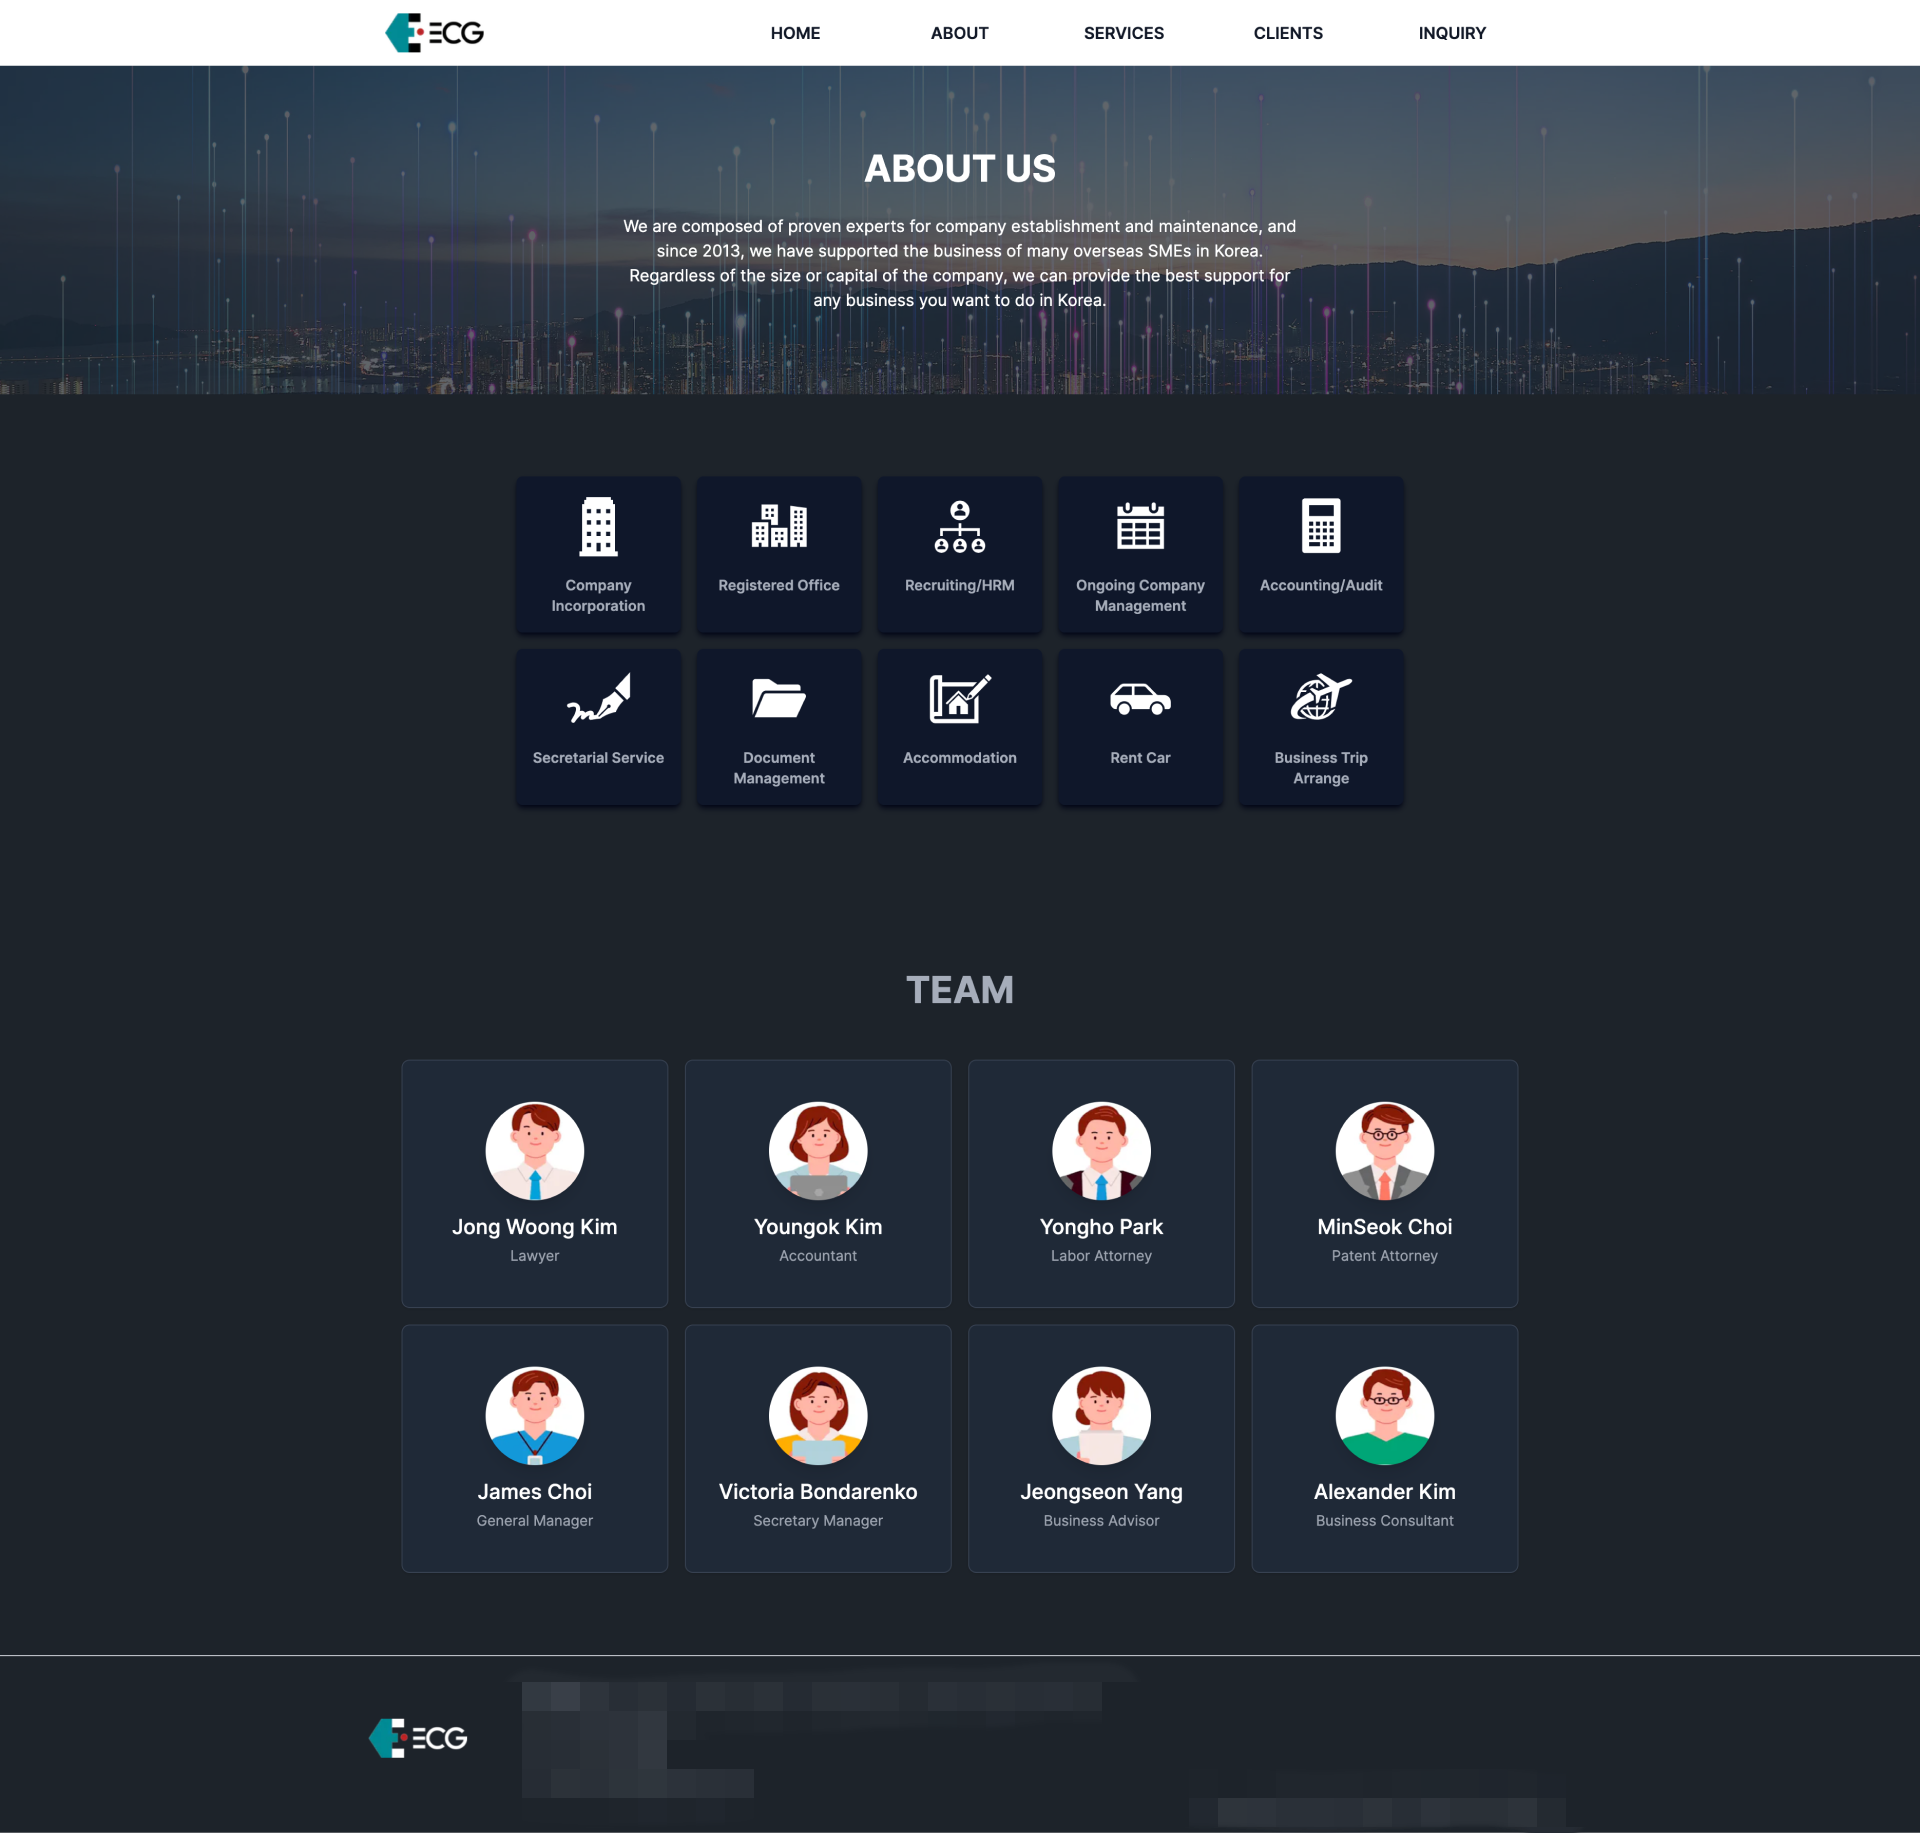 ECG
HOME
ABOUT
SERVICES
CLIENTS
INQUIRY
ABOUT US
We are composed of proven experts for company establishment and maintenance, and
since 2013, we have supported the business of many overseas SMEs in Korea.
Regardless of the size or capital of the company, we can provide the best support for
any business you want to do in Korea.
Company
Incorporation
Registered Office
Recruiting/HRM
Ongoing Company
Management
Accounting/Audit
Secretarial Service
Document
Management
Accommodation
Rent Car
Business Trip
Arrange
TEAM
Jong Woong Kim
Lawyer
Youngok Kim
Accountant
Yongho Park
Labor Attorney
MinSeok Choi
Patent Attorney
James Choi
General Manager
Victoria Bondarenko
Secretary Manager
Jeongseon Yang
Business Advisor
Alexander Kim
Business Consultant
ECG